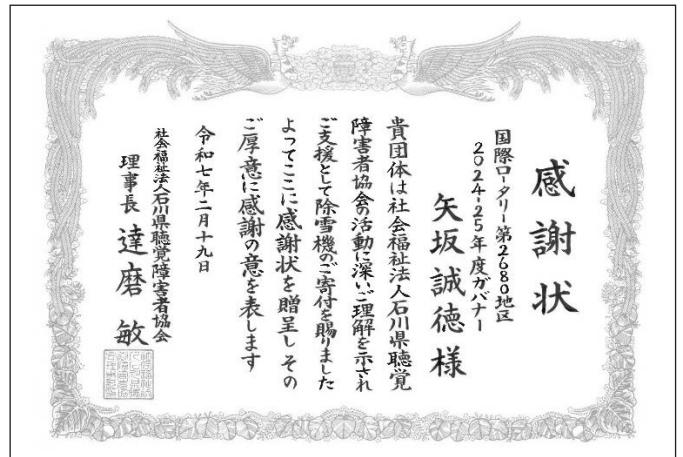 感謝状
国際ロータリー第2680地区
2024-25年度ガバナー
矢坂誠徳様
貴団体は社会福祉法人石川県聴覚
障害者協会の活動に深いご理解を示され
ご支援として除雪機のご寄付を賜りました
よってここに感謝状を贈呈しその
ご厚意に感謝の意を表します
令和七年二月十九日
社会福祉法人石川県聴覚障害者協会
理事長 達磨 敏